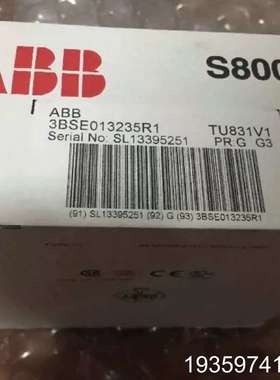 ABB
S800
ABB
3BSE013235R1 TU831V1
Serial No: SL13395251 PR:G G3
(91) SL13395251 (92) G (93) 3BSE013235R1
19359741